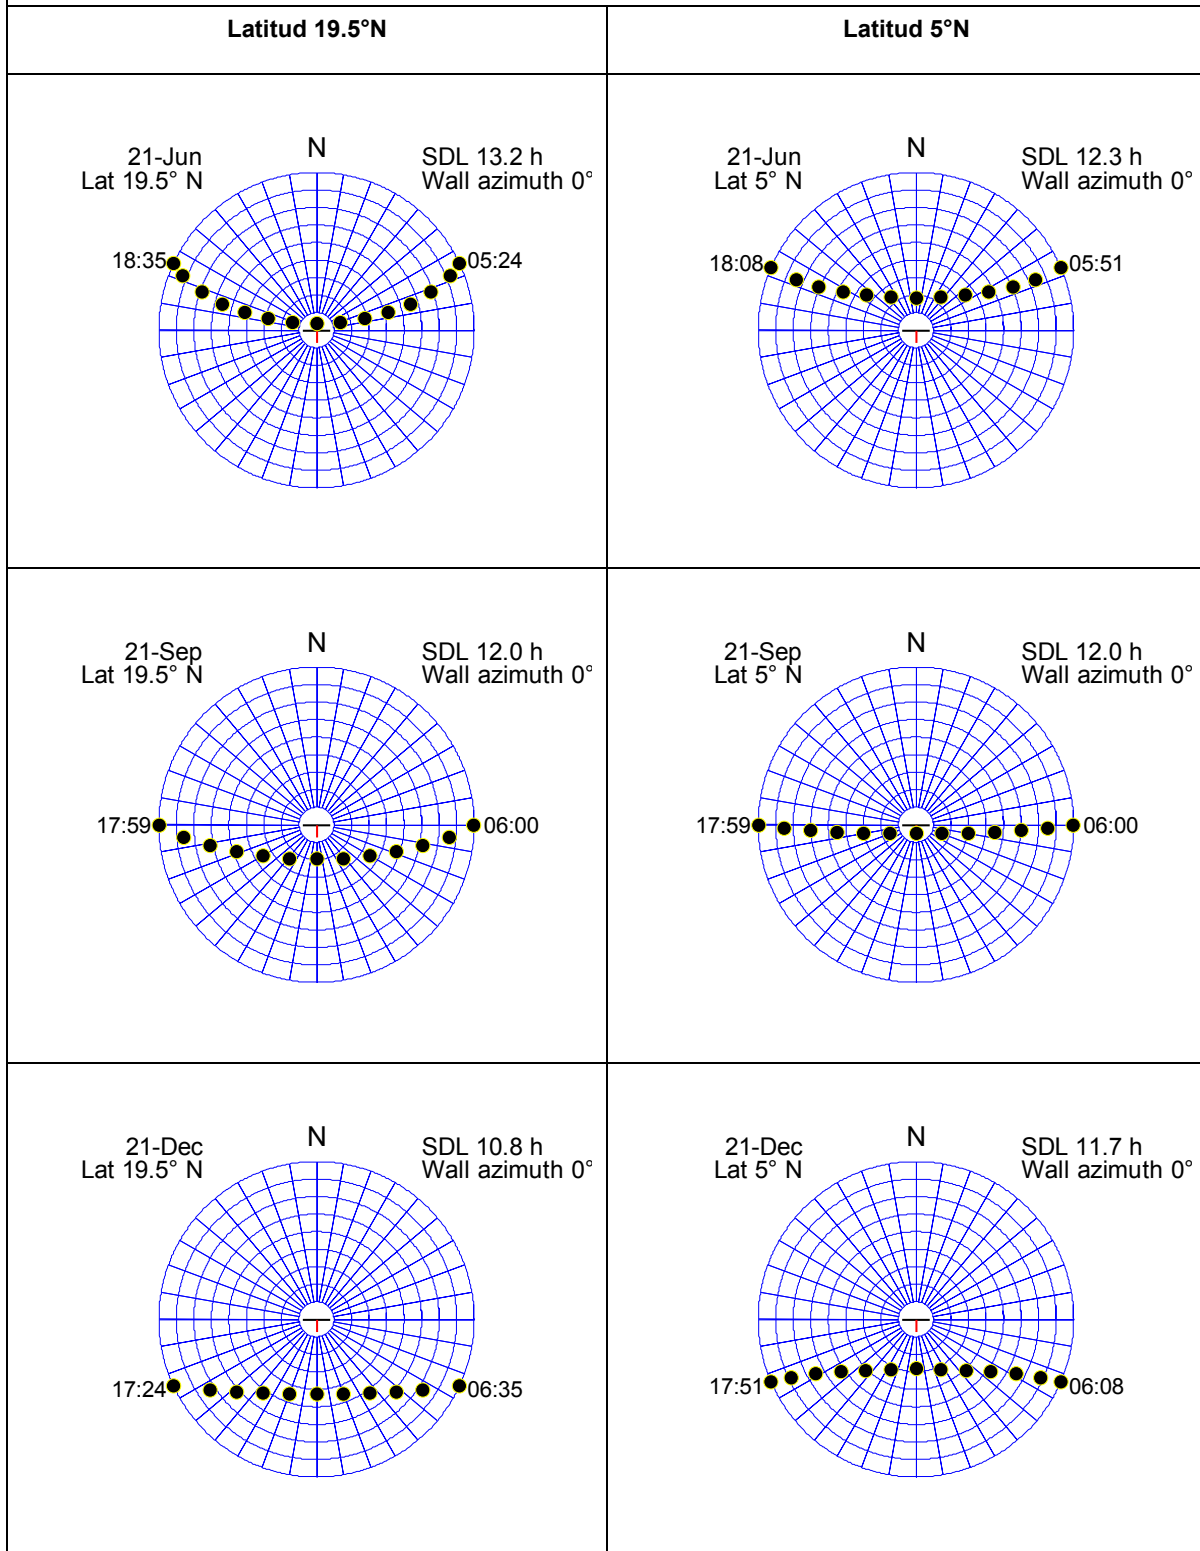 Latitud 19.5°N
Latitud 5°N
21-Jun
Lat 19.5° N
N
SDL 13.2 h
Wall azimuth 0°
18:35
05:24
21-Jun
Lat 5° N
N
SDL 12.3 h
Wall azimuth 0°
18:08
05:51
21-Sep
Lat 19.5° N
N
SDL 12.0 h
Wall azimuth 0°
17:59
06:00
21-Sep
Lat 5° N
N
SDL 12.0 h
Wall azimuth 0°
17:59
06:00
21-Dec
Lat 19.5° N
N
SDL 10.8 h
Wall azimuth 0°
17:24
06:35
21-Dec
Lat 5° N
N
SDL 11.7 h
Wall azimuth 0°
17:51
06:08